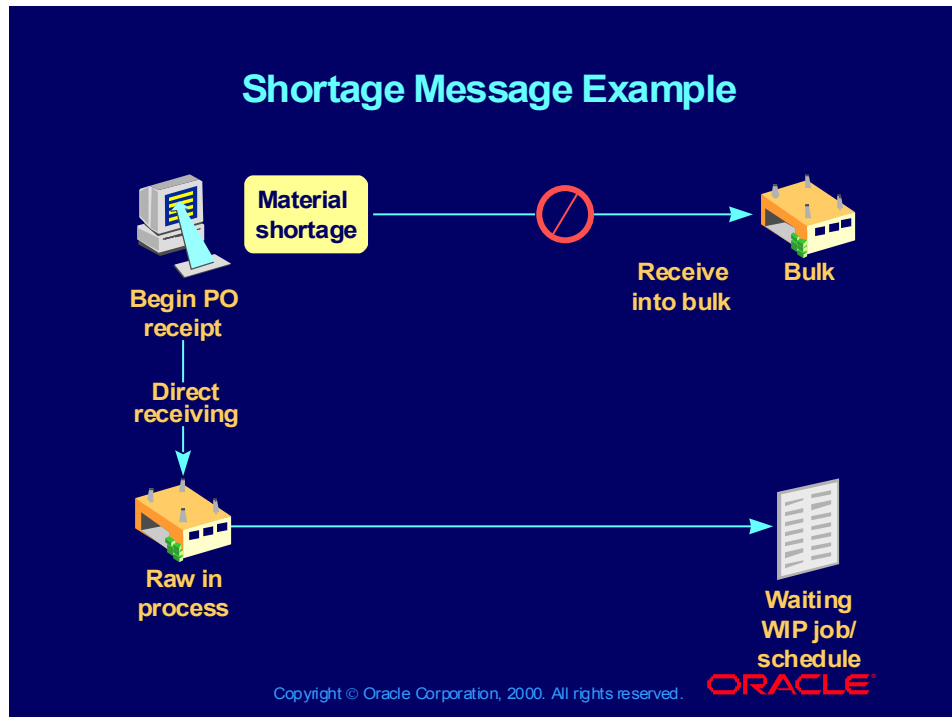 Shortage Message Example
Material
shortage
Begin PO
receipt
Receive
into bulk
Bulk
Direct
receiving
Raw in
process
Waiting
WIP job/
schedule
Copyright © Oracle Corporation, 2000. All rights reserved.
ORACLE®